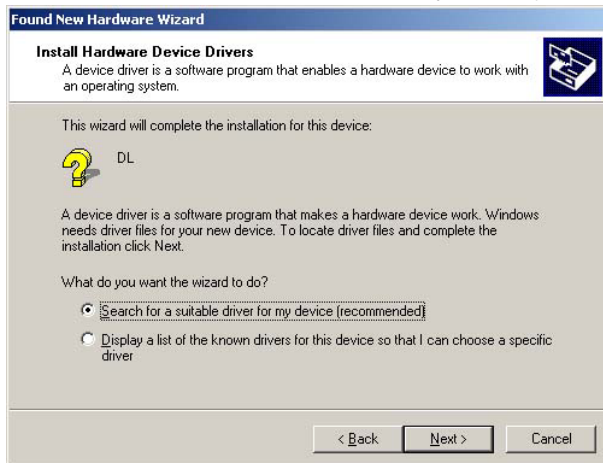 Found New Hardware Wizard
Install Hardware Device Drivers
A device driver is a software program that enables a hardware device to work with
an operating system.
This wizard will complete the installation for this device:
DL
A device driver is a software program that makes a hardware device work. Windows
needs driver files for your new device. To locate driver files and complete the
installation click Next.
What do you want the wizard to do?
Search for a suitable driver for my device (recommended)
Display a list of the known drivers for this device so that I can choose a specific
driver
< Back Next > Cancel